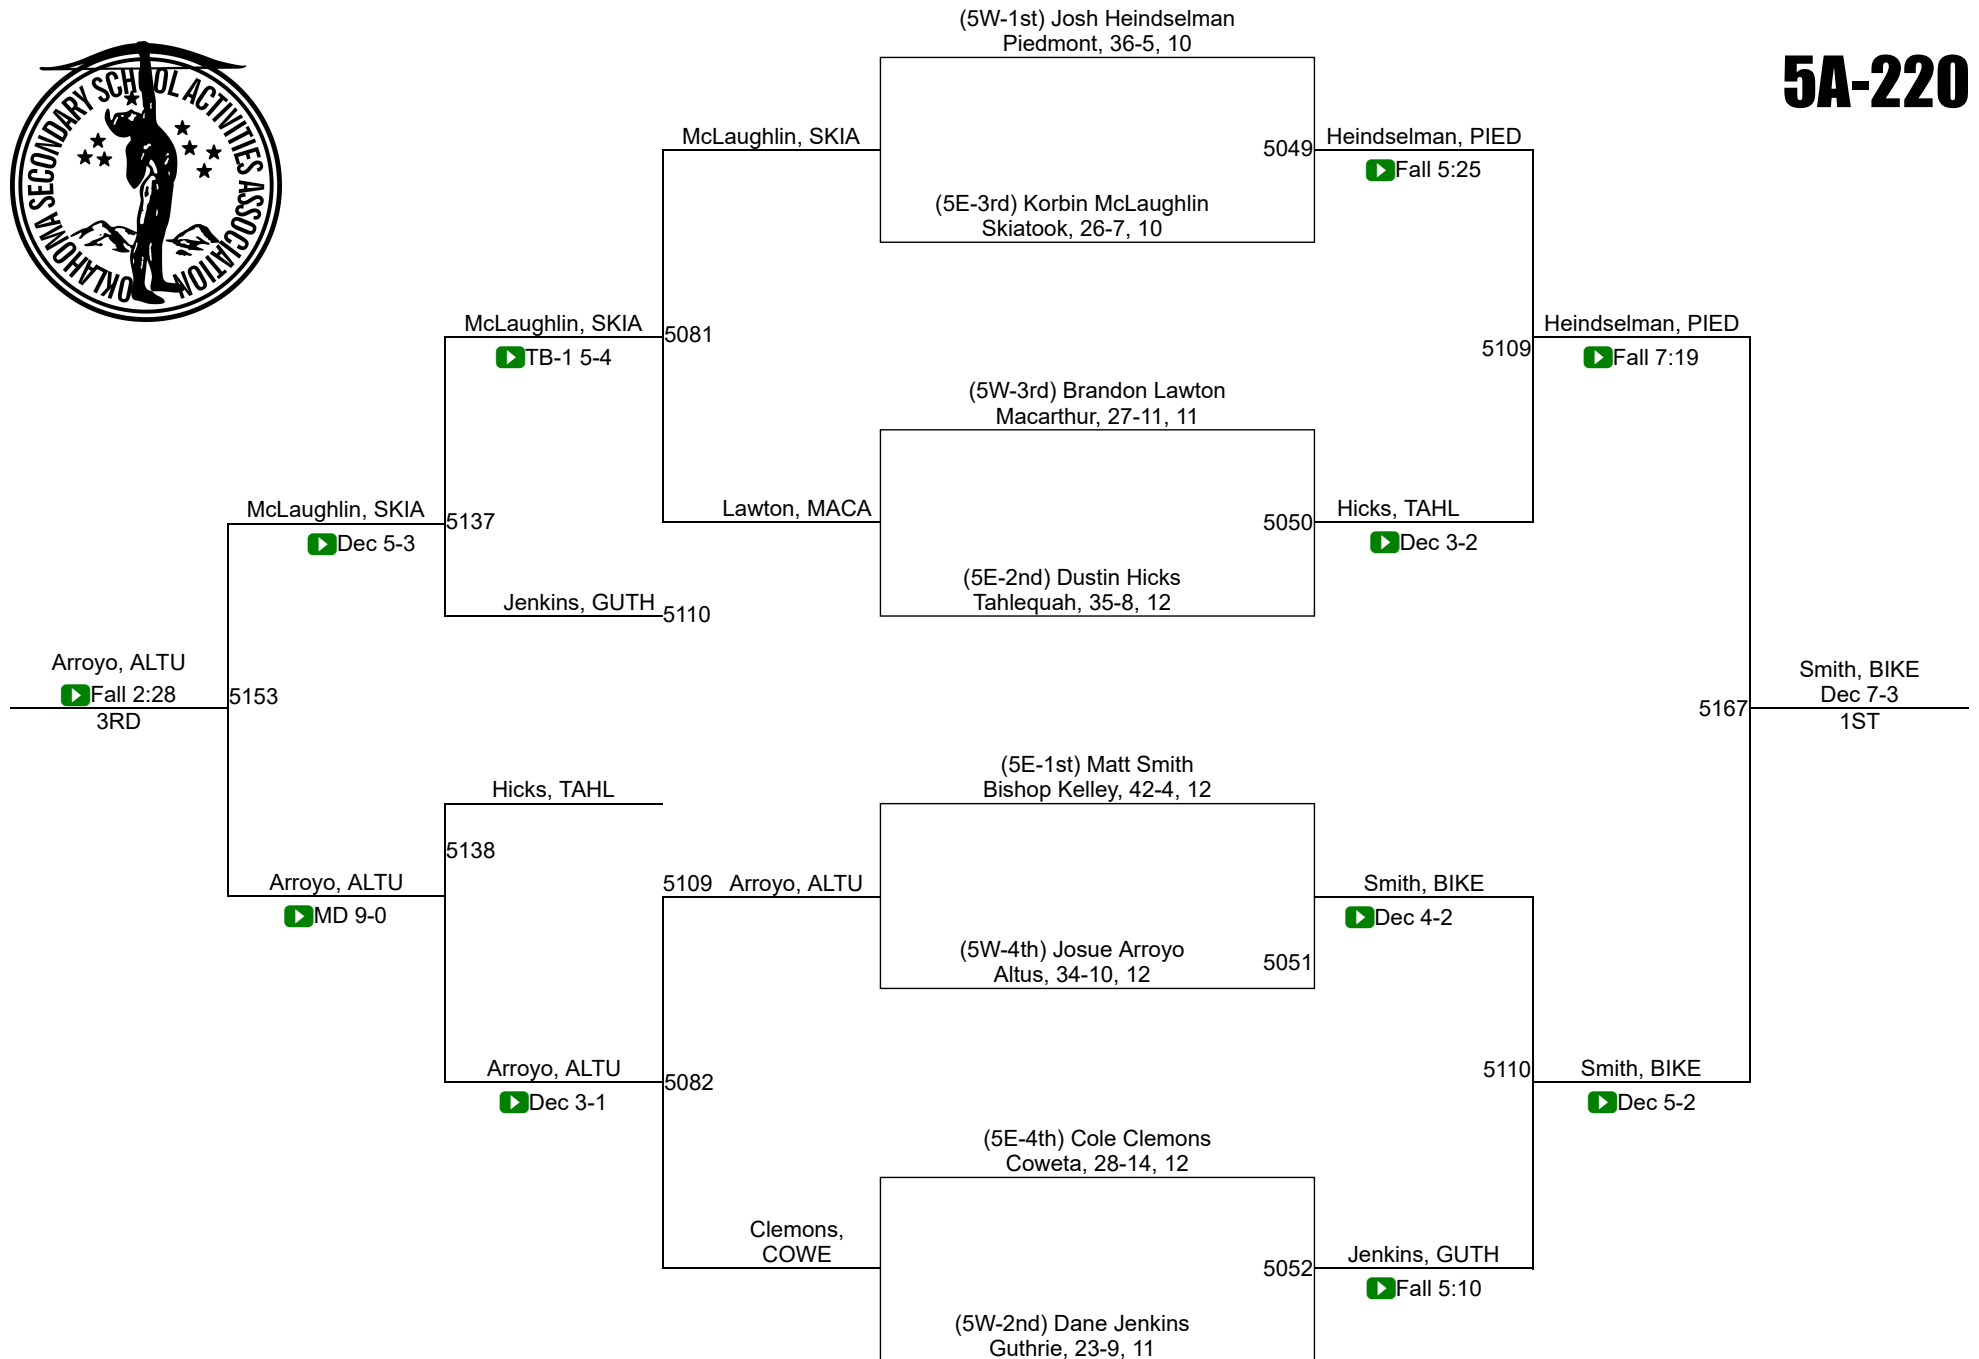 OKLAHOMA SECONDARY SCHOOL ACTIVITIES ASSOCIATION
5A-220
(5W-1st) Josh Heindselman
Piedmont, 36-5, 10
McLaughlin, SKIA
5049
Heindselman, PIED
Fall 5:25
(5E-3rd) Korbin McLaughlin
Skiatook, 26-7, 10
McLaughlin, SKIA
TB-1 5-4
5081
5109
Heindselman, PIED
Fall 7:19
(5W-3rd) Brandon Lawton
Macarthur, 27-11, 11
McLaughlin, SKIA
Dec 5-3
5137
Lawton, MACA
5050
Hicks, TAHL
Dec 3-2
(5E-2nd) Dustin Hicks
Tahlequah, 35-8, 12
Jenkins, GUTH
5110
Arroyo, ALTU
Fall 2:28
3RD
5153
5167
Smith, BIKE
Dec 7-3
1ST
(5E-1st) Matt Smith
Bishop Kelley, 42-4, 12
Hicks, TAHL
5138
Arroyo, ALTU
MD 9-0
5109
Arroyo, ALTU
Smith, BIKE
Dec 4-2
(5W-4th) Josue Arroyo
Altus, 34-10, 12
5051
Arroyo, ALTU
Dec 3-1
5082
5110
Smith, BIKE
Dec 5-2
(5E-4th) Cole Clemons
Coweta, 28-14, 12
Clemons,
COWE
5052
Jenkins, GUTH
Fall 5:10
(5W-2nd) Dane Jenkins
Guthrie, 23-9, 11